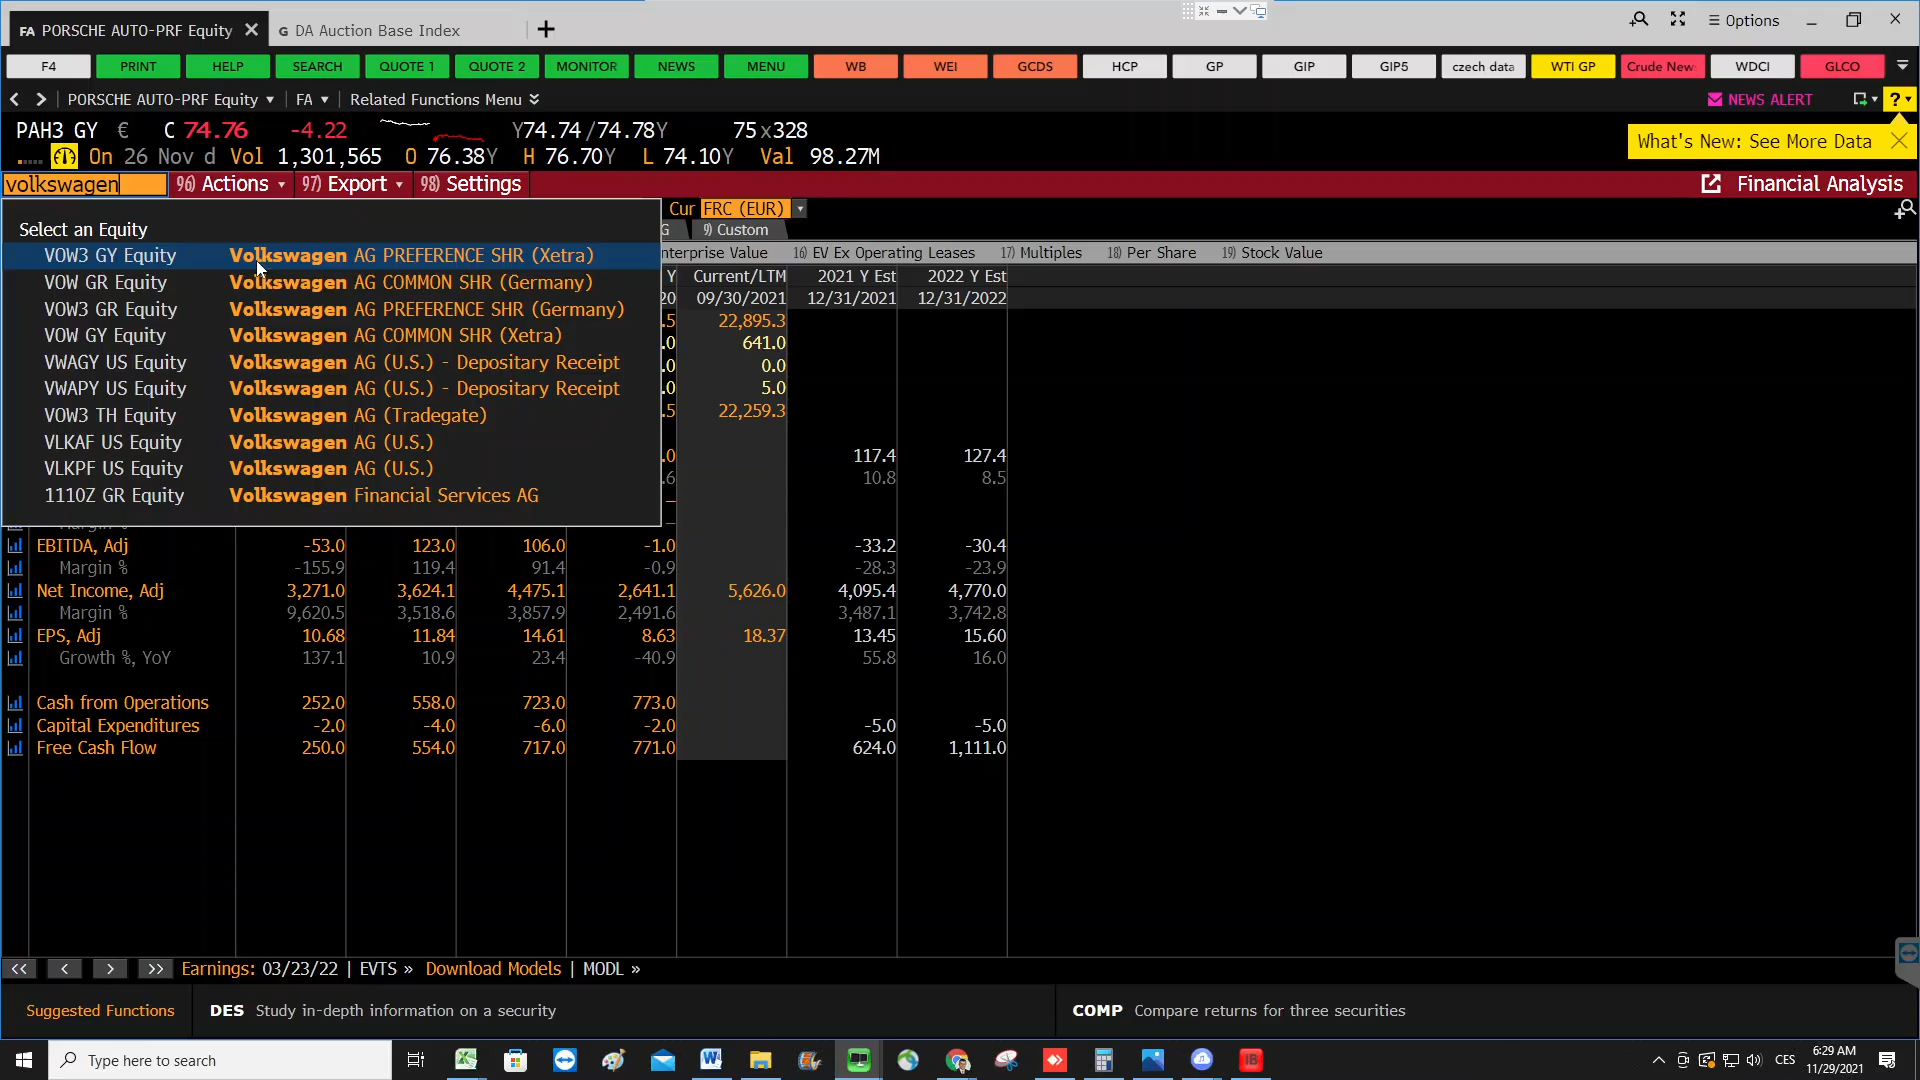 FA PORSCHE AUTO-PRF Equity G DA Auction Base Index Options
F4 PRINT HELP SEARCH QUOTE 1 QUOTE 2 MONITOR NEWS MENU WB WEI GCDS HCP GP GIP GIP5 czech data WTI GP Crude New WDCI GLCO
PORSCHE AUTO-PRF Equity FA Related Functions Menu NEWS ALERT ?
PAH3 GY € C 74.76 -4.22 Y74.74/74.78Y 75x328
On 26 Nov d Vol 1,301,565 O 76.38Y H 76.70Y L 74.10Y Val 98.27M
What's New: See More Data
volkswagen 96) Actions 97) Export 98) Settings Financial Analysis
Cur FRC (EUR)
Select an Equity G 9) Custom
VOW3 GY Equity Volkswagen AG PREFERENCE SHR (Xetra)
VOW GR Equity Volkswagen AG COMMON SHR (Germany)
VOW3 GR Equity Volkswagen AG PREFERENCE SHR (Germany)
VOW GY Equity Volkswagen AG COMMON SHR (Xetra)
VWAGY US Equity Volkswagen AG (U.S.) - Depositary Receipt
VWAPY US Equity Volkswagen AG (U.S.) - Depositary Receipt
VOW3 TH Equity Volkswagen AG (Tradegate)
VLKAF US Equity Volkswagen AG (U.S.)
VLKPF US Equity Volkswagen AG (U.S.)
1110Z GR Equity Volkswagen Financial Services AG
nterprise Value 16) EV Ex Operating Leases 17) Multiples 18) Per Share 19) Stock Value
Y Current/LTM 2021 Y Est 2022 Y Est
20 09/30/2021 12/31/2021 12/31/2022
.5 22,895.3
.0 641.0
.0 0.0
.0 5.0
.5 22,259.3
.0 117.4 127.4
.6 10.8 8.5
EBITDA, Adj -53.0 123.0 106.0 -1.0 -33.2 -30.4
Margin % -155.9 119.4 91.4 -0.9 -28.3 -23.9
Net Income, Adj 3,271.0 3,624.1 4,475.1 2,641.1 5,626.0 4,095.4 4,770.0
Margin % 9,620.5 3,518.6 3,857.9 2,491.6 3,487.1 3,742.8
EPS, Adj 10.68 11.84 14.61 8.63 18.37 13.45 15.60
Growth %, YoY 137.1 10.9 23.4 -40.9 55.8 16.0
Cash from Operations 252.0 558.0 723.0 773.0
Capital Expenditures -2.0 -4.0 -6.0 -2.0 -5.0 -5.0
Free Cash Flow 250.0 554.0 717.0 771.0 624.0 1,111.0
<< < > >> Earnings: 03/23/22 | EVTS » Download Models | MODL »
Suggested Functions DES Study in-depth information on a security COMP Compare returns for three securities
Type here to search CES 6:29 AM
11/29/2021